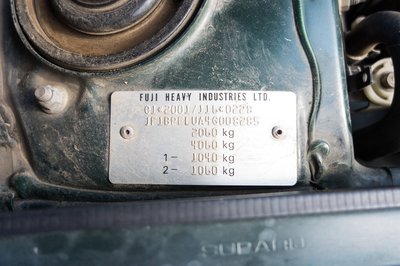 FUJI HEAVY INDUSTRIES LTD.
2060 kg
4060 kg
1- 1040 kg
2- 1060 kg
SUBARU